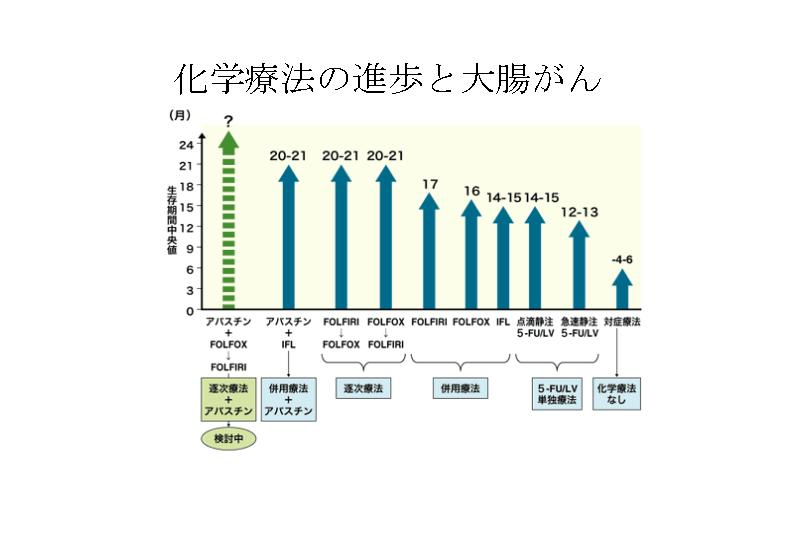 化学療法の進歩と大腸がん
(月)
生存期間中央値
24
21
18
15
12
9
6
3
0
?
20-21
20-21
20-21
17
16
14-15
14-15
12-13
-4-6
アバスチン
+
FOLFOX
↓
FOLFIRI
アバスチン
+
IFL
FOLFIRI
↓
FOLFOX
FOLFOX
↓
FOLFIRI
FOLFIRI
FOLFOX
IFL
点滴静注
5-FU/LV
急速静注
5-FU/LV
対症療法
逐次療法
+
アバスチン
併用療法
+
アバスチン
逐次療法
併用療法
5-FU/LV
単独療法
化学療法
なし
検討中